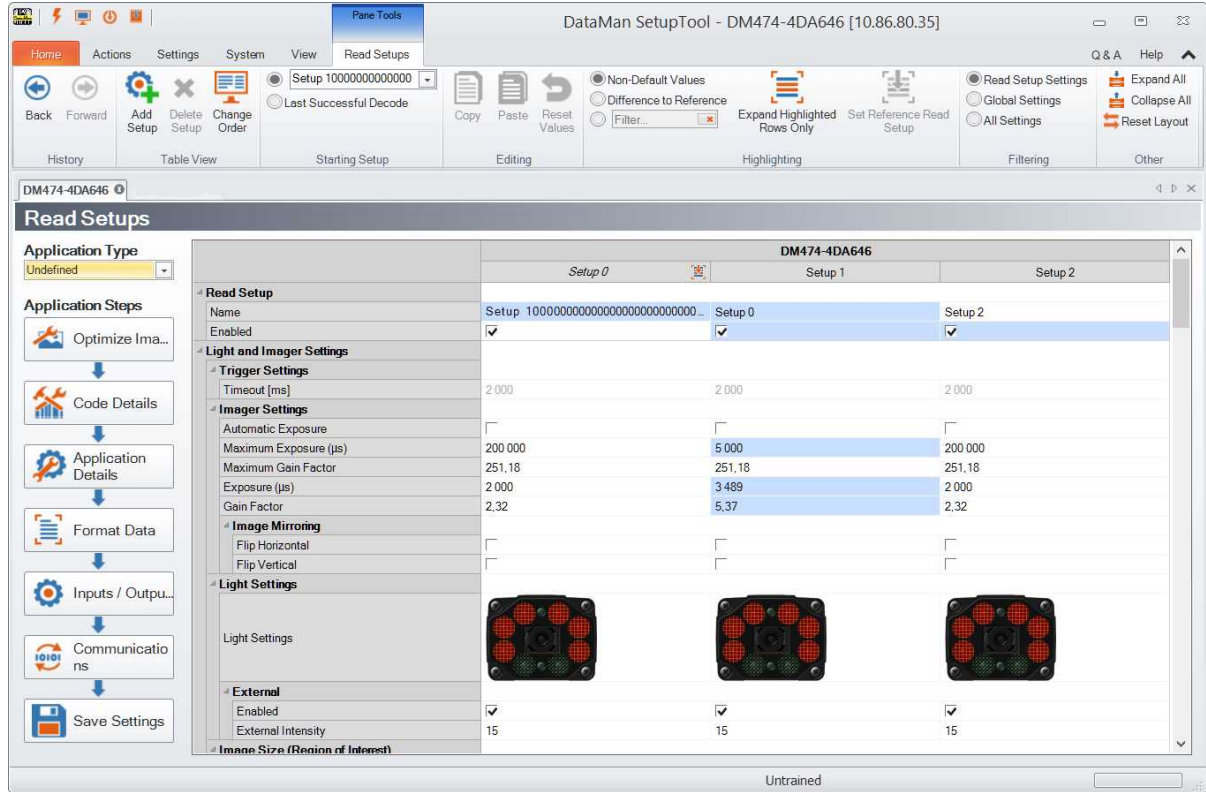 Pane Tools
DataMan SetupTool - DM474-4DA646 [10.86.80.35]
Home Actions Settings System View Read Setups Q & A Help
Back Forward
Add Setup
Delete Setup
Change Order
Setup 10000000000000
Last Successful Decode
Copy Paste
Reset Values
Non-Default Values
Difference to Reference
Filter...
Expand Highlighted Rows Only
Set Reference Read Setup
Read Setup Settings
Global Settings
All Settings
Expand All
Collapse All
Reset Layout
History Table View Starting Setup Editing Highlighting Filtering Other
DM474-4DA646
Read Setups
Application Type
Undefined
Application Steps
Optimize Ima...
Code Details
Application Details
Format Data
Inputs / Outpu...
Communicatio
ns
Save Settings
DM474-4DA646
Setup 0 Setup 1 Setup 2
Read Setup
Name Setup 10000000000000000000000000... Setup 0 Setup 2
Enabled
Light and Imager Settings
Trigger Settings
Timeout [ms] 2 000 2 000 2 000
Imager Settings
Automatic Exposure
Maximum Exposure (µs) 200 000 5 000 200 000
Maximum Gain Factor 251,18 251,18 251,18
Exposure (µs) 2 000 3 489 2 000
Gain Factor 2,32 5,37 2,32
Image Mirroring
Flip Horizontal
Flip Vertical
Light Settings
Light Settings
External
Enabled
External Intensity 15 15 15
Image Size (Region of Interest)
Untrained